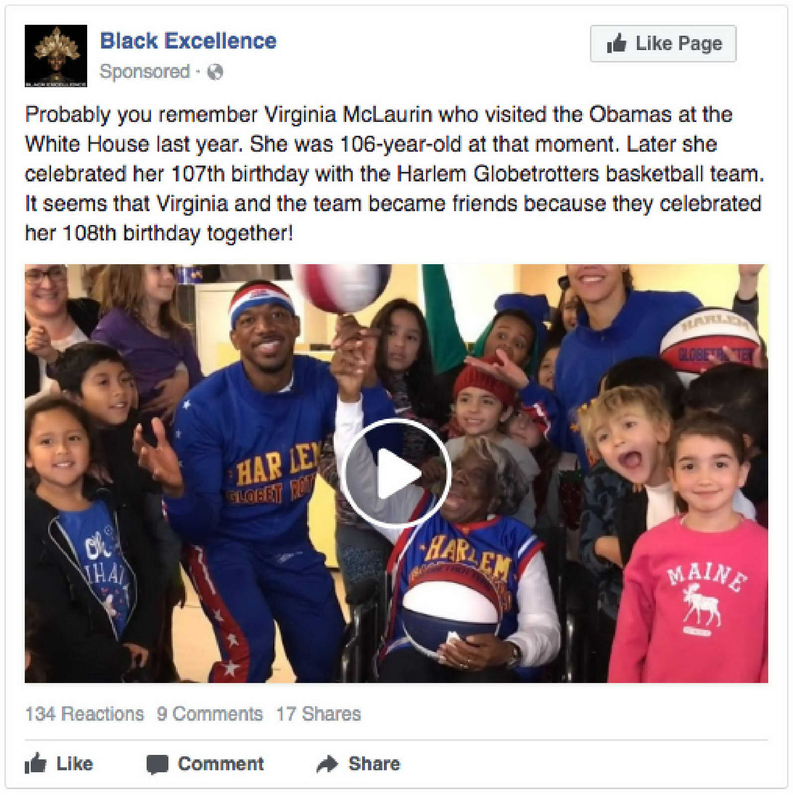 BLACK EXCELLENCE
Black Excellence
Like Page
Sponsored ·
Probably you remember Virginia McLaurin who visited the Obamas at the
White House last year. She was 106-year-old at that moment. Later she
celebrated her 107th birthday with the Harlem Globetrotters basketball team.
It seems that Virginia and the team became friends because they celebrated
her 108th birthday together!
HARLEM
HARLEM
HARLEM
MAINE
134 Reactions 9 Comments 17 Shares
Like Comment Share